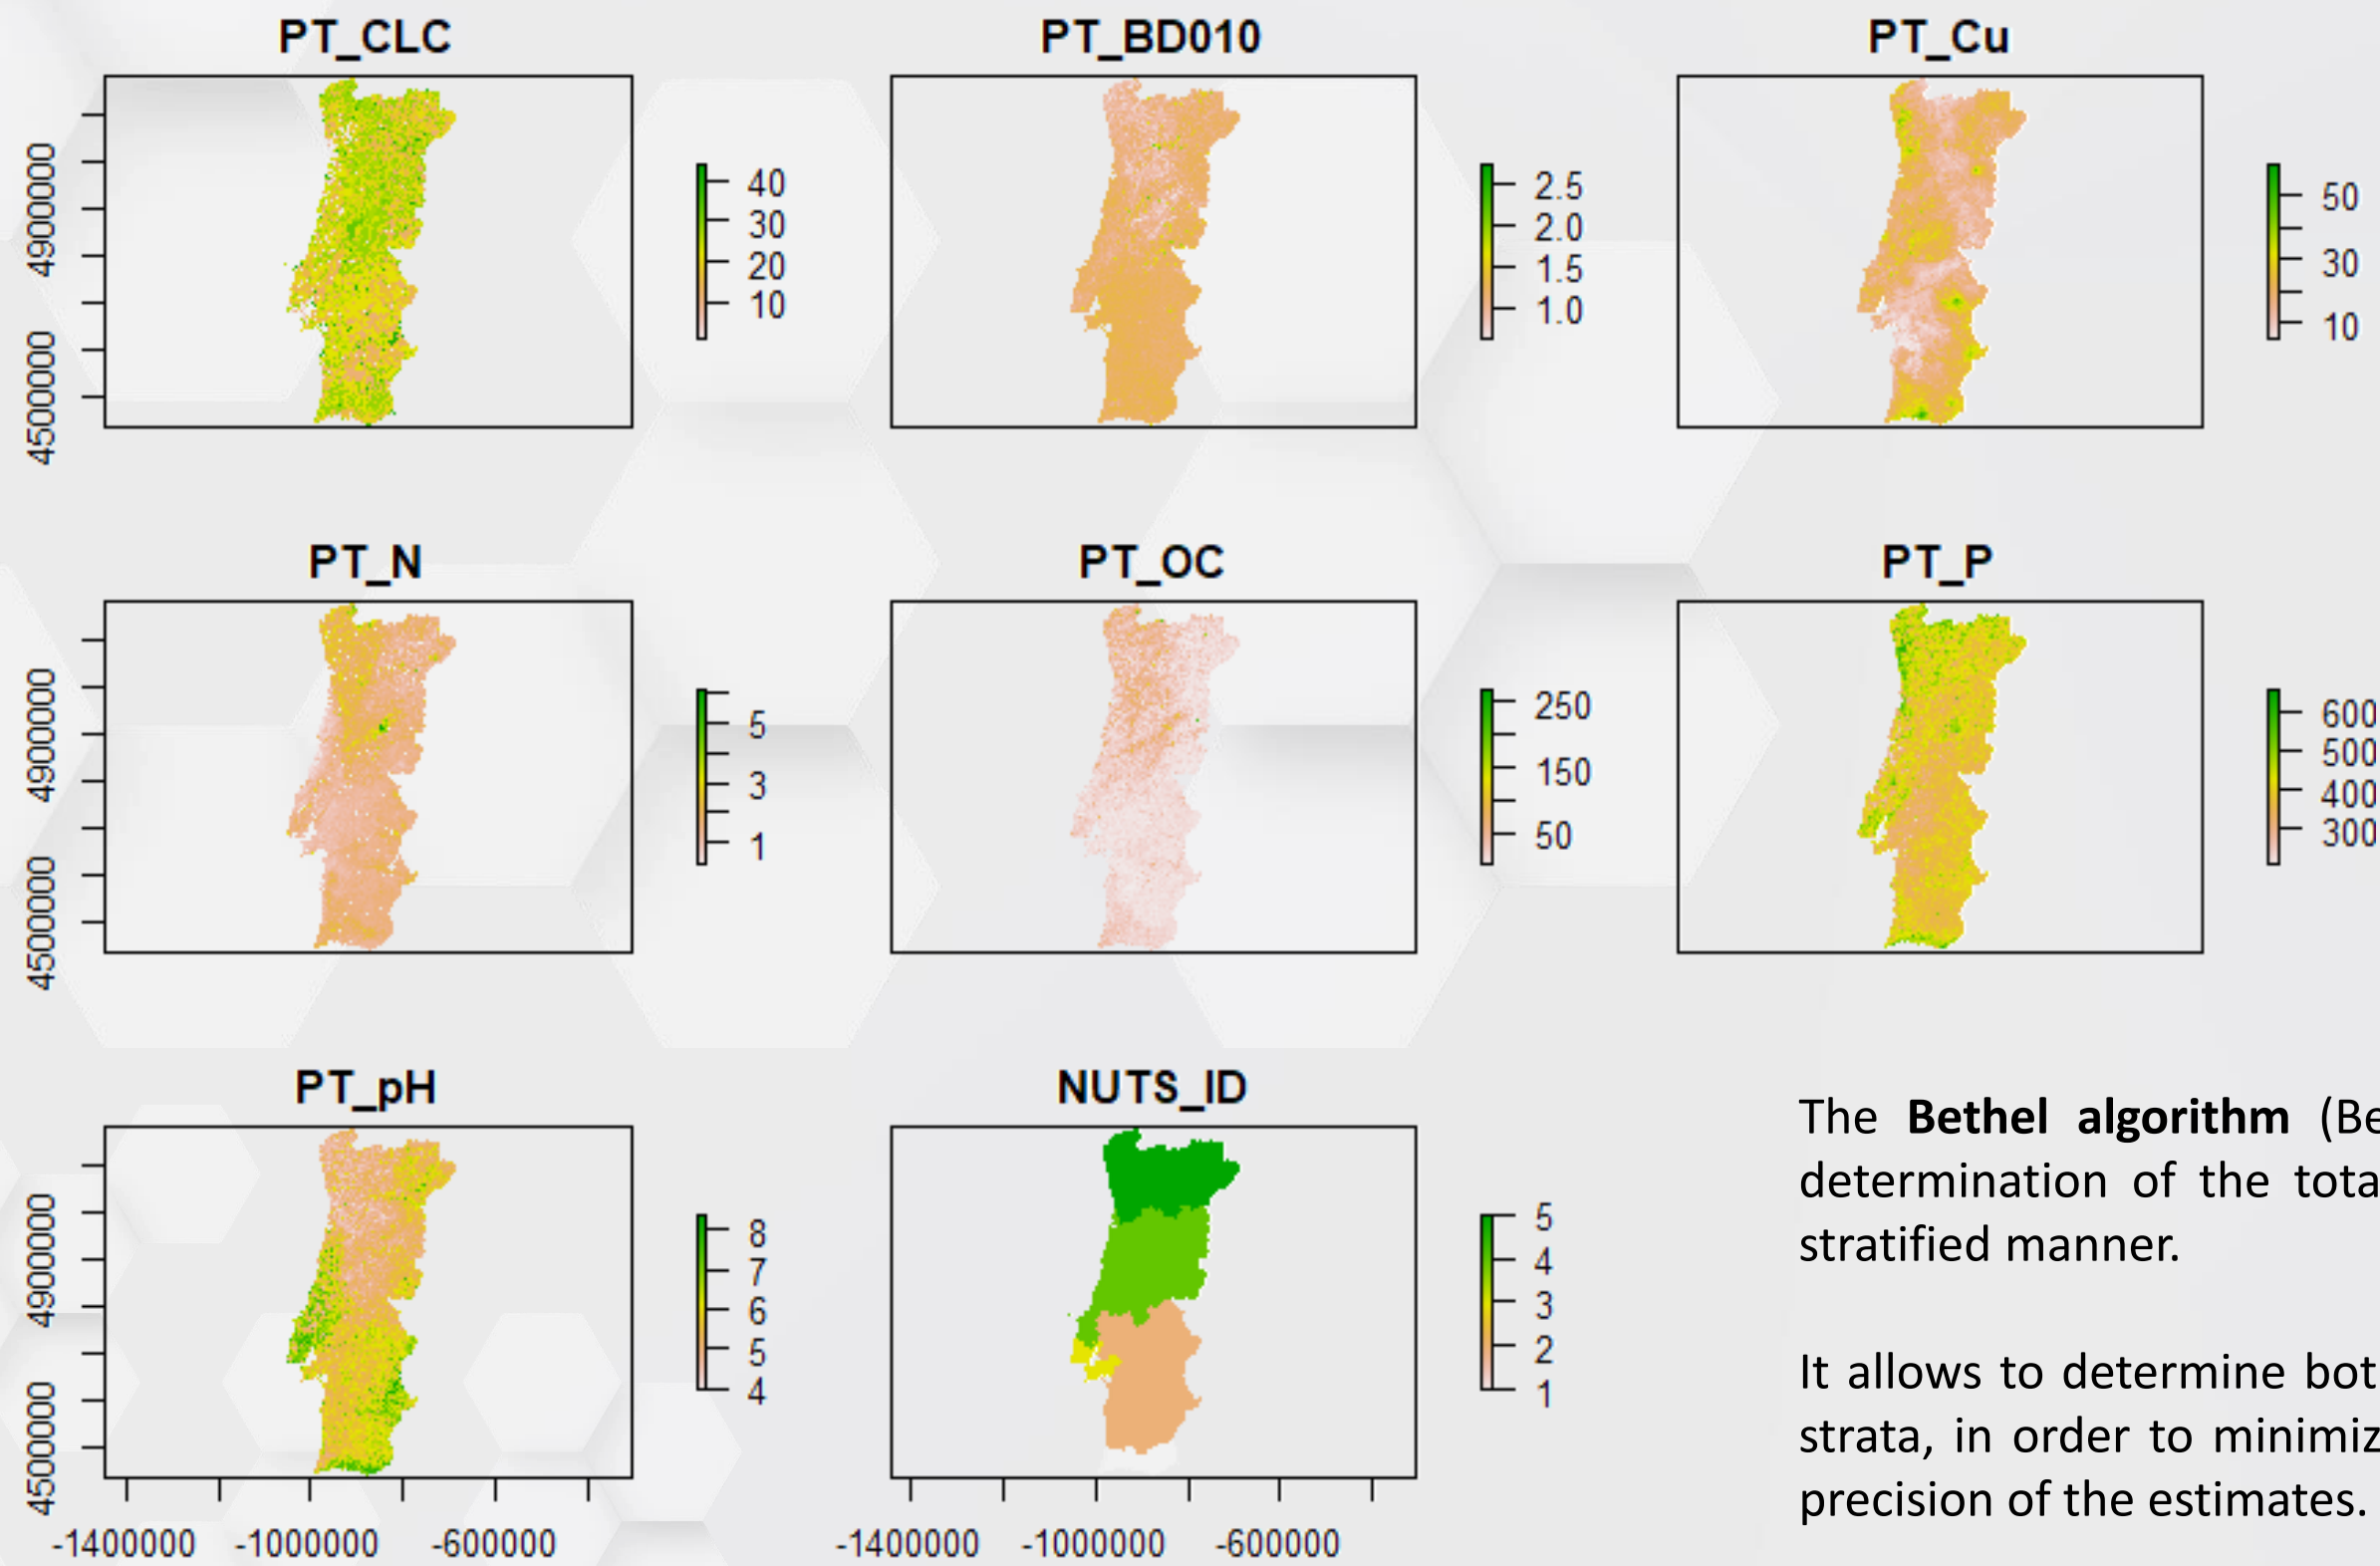 PT_CLC
PT_BD010
PT_Cu
4900000
4500000
40
30
20
10
2.5
2.0
1.5
1.0
50
30
10
PT_N
PT_OC
PT_P
4900000
4500000
5
3
1
250
150
50
600
500
400
300
PT_pH
NUTS_ID
4900000
4500000
8
7
6
5
4
5
4
3
2
1
-1400000 -1000000 -600000
-1400000 -1000000 -600000
The Bethel algorithm
determination of the
stratified manner.
It allows to determine
strata, in order to
precision of the estimates.